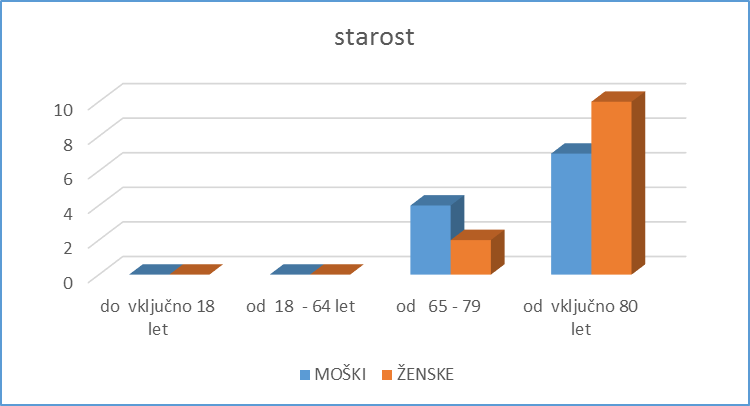 starost
10
8
6
4
2
0
do vključno 18
let
od 18 - 64 let
od 65 - 79
od vključno 80
let
MOŠKI
ŽENSKE